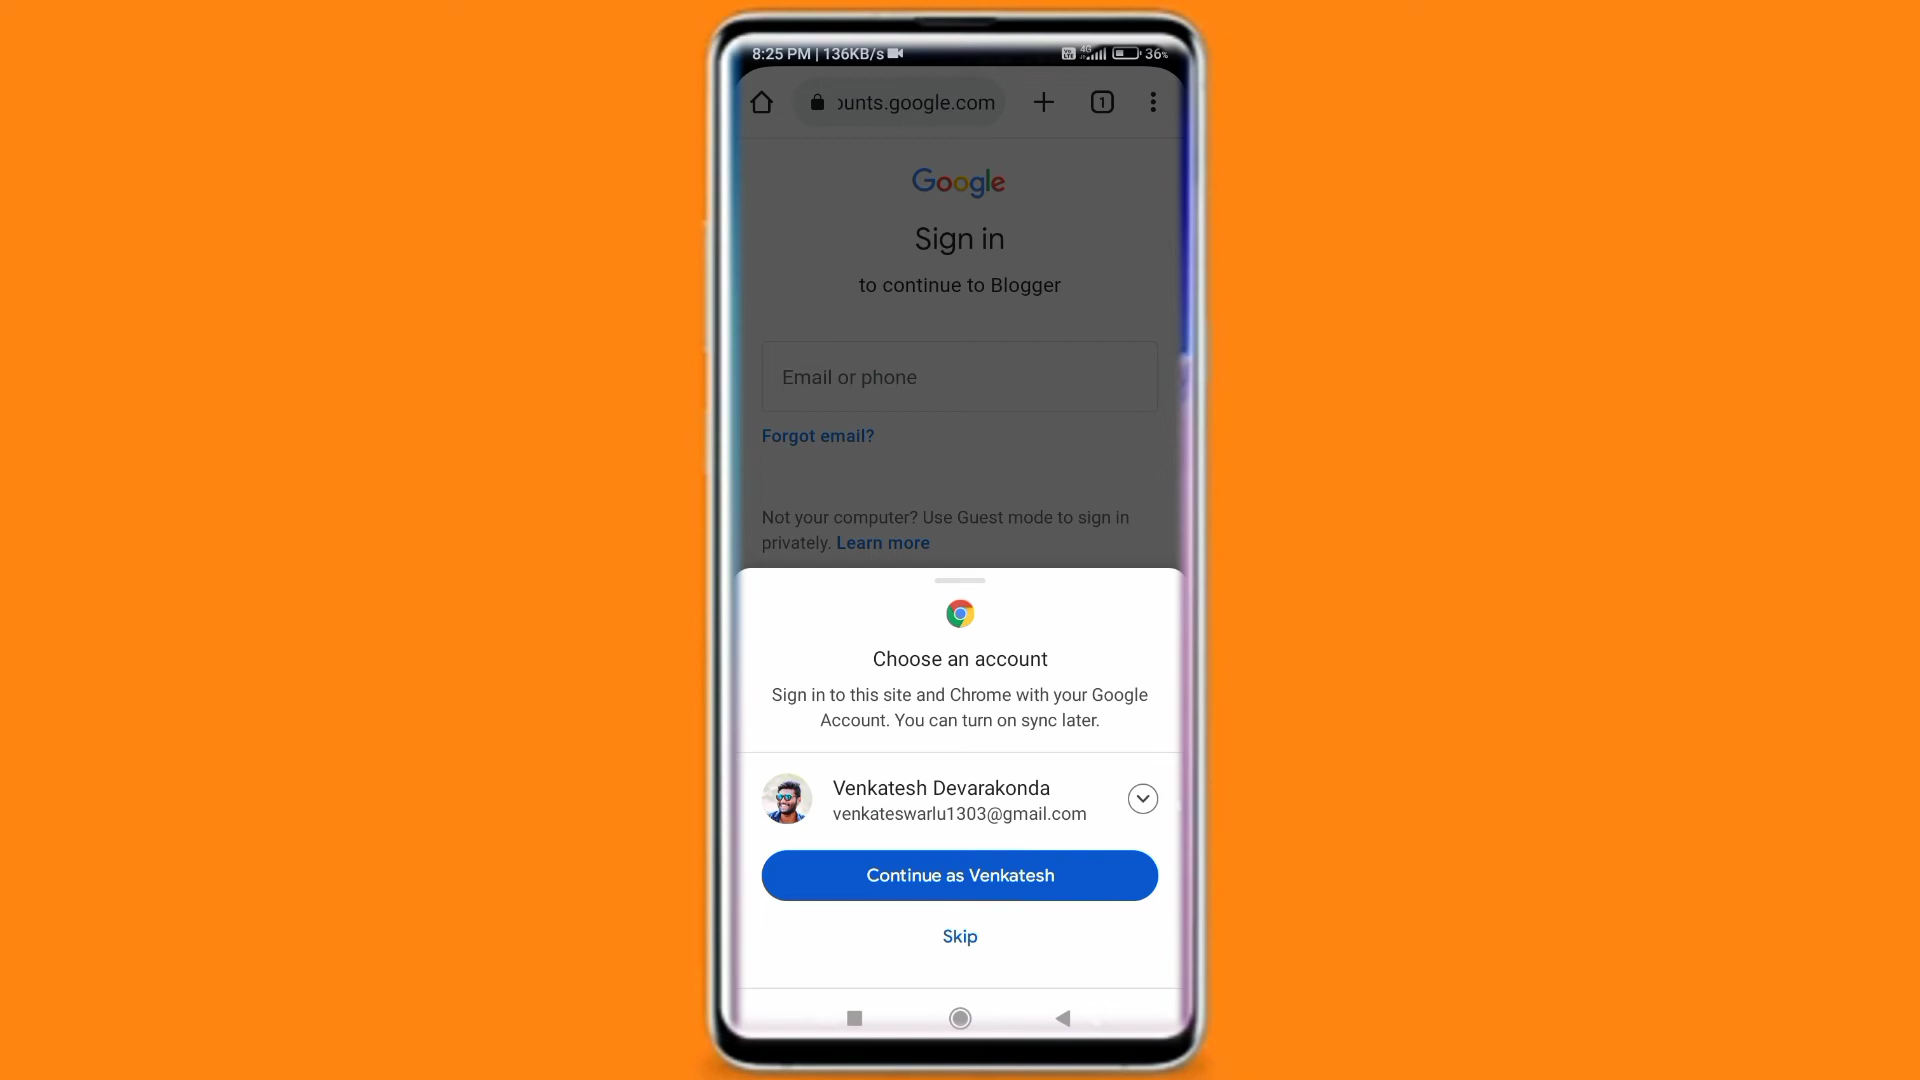 8:25 PM | 136KB/s
4G
36%
ounts.google.com
1
Google
Sign in
to continue to Blogger
Email or phone
Forgot email?
Not your computer? Use Guest mode to sign in
privately. Learn more
Choose an account
Sign in to this site and Chrome with your Google
Account. You can turn on sync later.
Venkatesh Devarakonda
venkateswarlu1303@gmail.com
Continue as Venkatesh
Skip